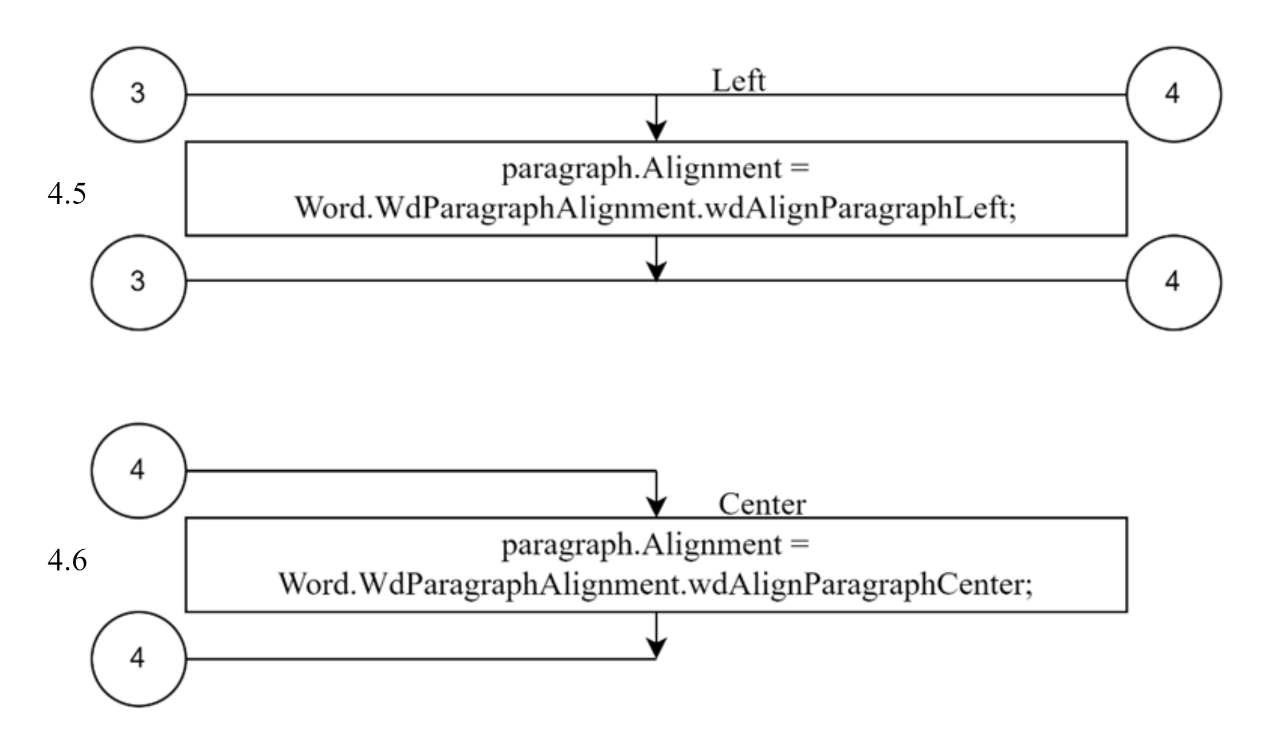 3
Left
4
paragraph.Alignment =
4.5
Word.WdParagraphAlignment.wdAlignParagraphLeft;
3
4
4
Center
paragraph.Alignment =
4.6
Word.WdParagraphAlignment.wdAlignParagraphCenter;
4